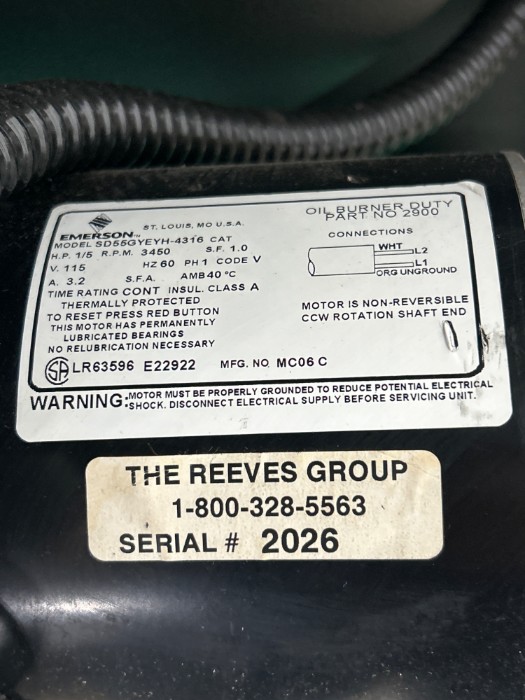 EMERSON™ ST. LOUIS, MO U.S.A.
MODEL SD55GYEYH-4316 CAT
H.P. 1/5 R.P.M. 3450 S.F. 1.0
V. 115 HZ 60 PH 1 CODE V
A. 3.2 S.F.A. AMB 40 °C
TIME RATING CONT INSUL. CLASS A
THERMALLY PROTECTED
TO RESET PRESS RED BUTTON
THIS MOTOR HAS PERMANENTLY
LUBRICATED BEARINGS
NO RELUBRICATION NECESSARY
SA LR63596 E22922 MFG. NO. MC06 C
OIL BURNER DUTY
PART NO 2900
CONNECTIONS
WHT L2
L1
ORG UNGROUND
MOTOR IS NON-REVERSIBLE
CCW ROTATION SHAFT END
WARNING: MOTOR MUST BE PROPERLY GROUNDED TO REDUCE POTENTIAL ELECTRICAL
SHOCK. DISCONNECT ELECTRICAL SUPPLY BEFORE SERVICING UNIT.
THE REEVES GROUP
1-800-328-5563
SERIAL # 2026